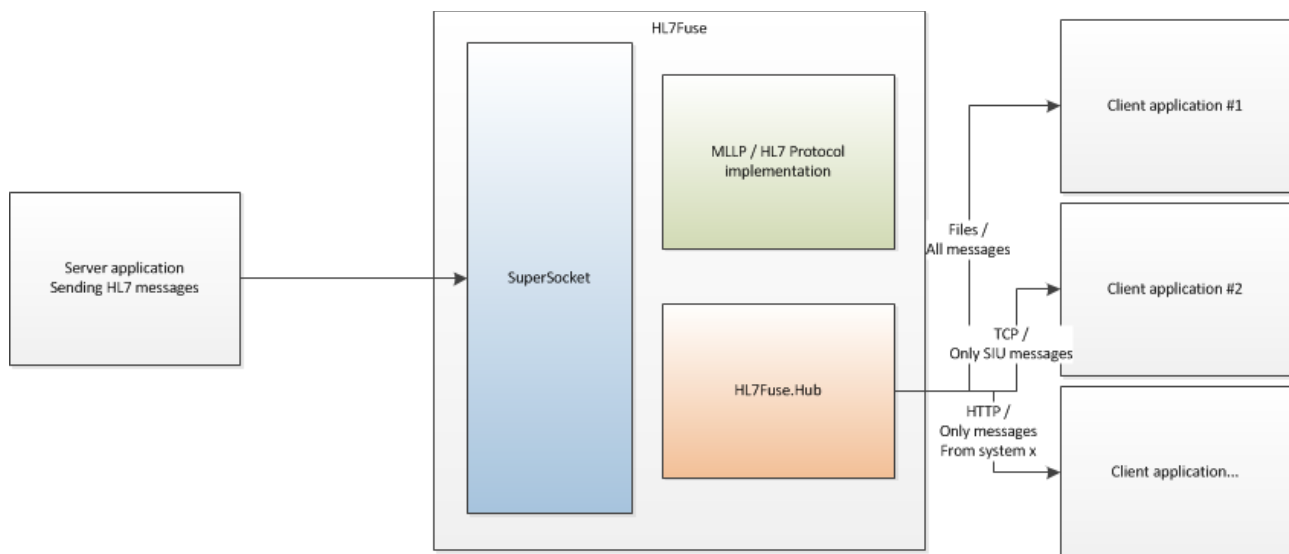 HL7Fuse
Server application
Sending HL7 messages
SuperSocket
MLLP / HL7 Protocol
implementation
HL7Fuse.Hub
Files /
All messages
TCP /
Only SIU messages
HTTP /
Only messages
From system x
Client application #1
Client application #2
Client application...